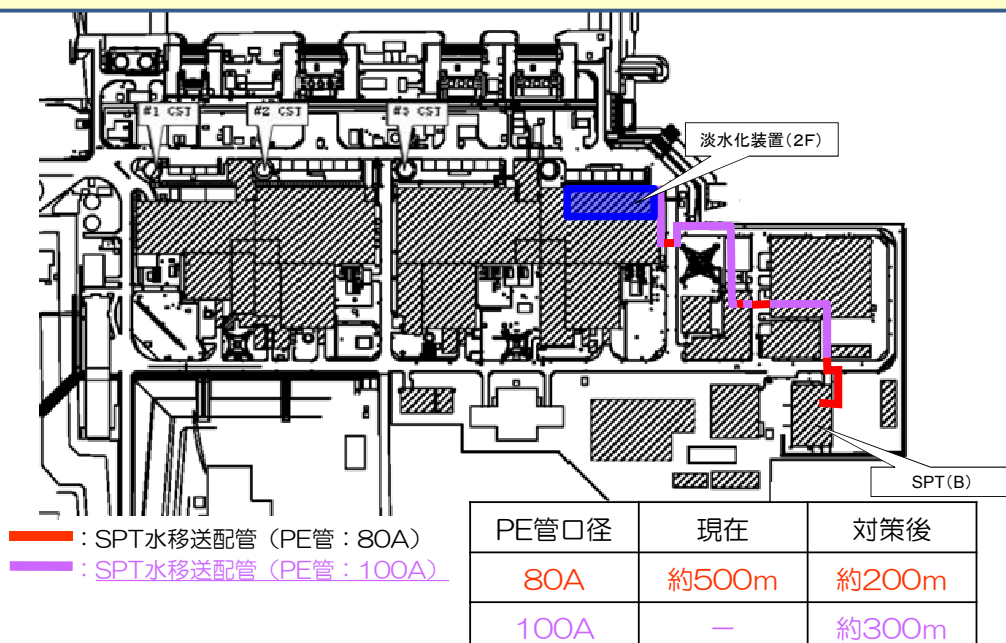 #1 CST
#2 CST
#3 CST
淡水化装置(2F)
SPT(B)
：SPT水移送配管（PE管：80A）
：SPT水移送配管（PE管：100A）
PE管口径 現在 対策後
80A 約500m 約200m
100A － 約300m